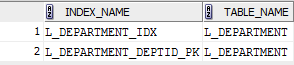 INDEX_NAME TABLE_NAME
1 L_DEPARTMENT_IDX L_DEPARTMENT
2 L_DEPARTMENT_DEPTID_PK L_DEPARTMENT